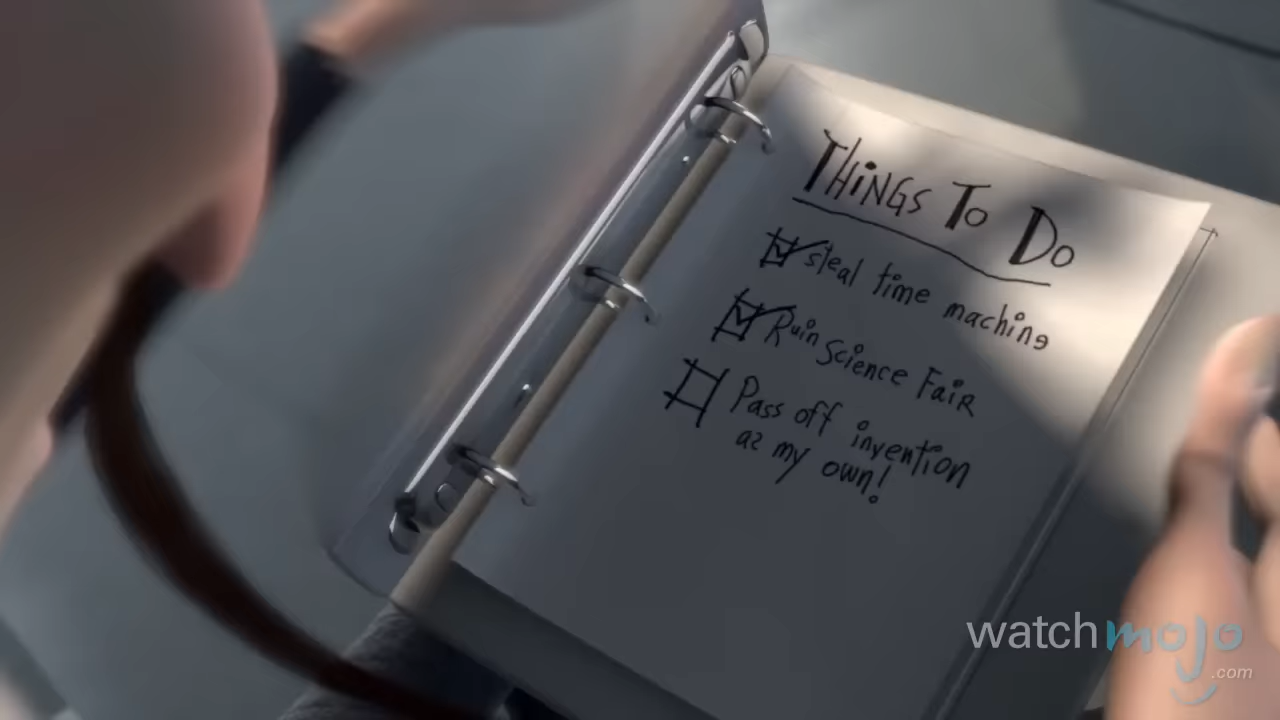 THINGS TO DO
steal time machine
Ruin Science Fair
Pass off invention
as my own!
watchmojo
.com